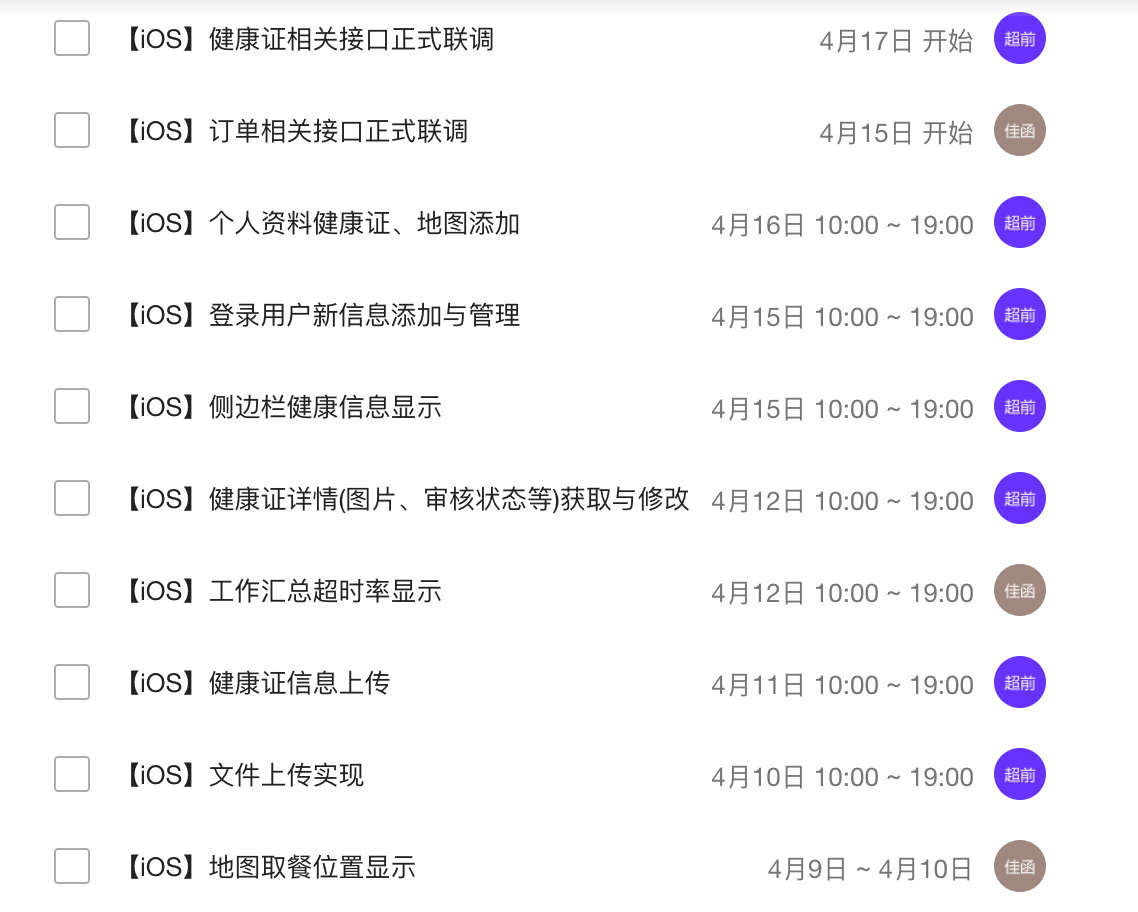 【iOS】健康证相关接口正式联调 4月17日 开始 超前
【iOS】订单相关接口正式联调 4月15日 开始 佳函
【iOS】个人资料健康证、地图添加 4月16日 10:00 ~ 19:00 超前
【iOS】登录用户新信息添加与管理 4月15日 10:00 ~ 19:00 超前
【iOS】侧边栏健康信息显示 4月15日 10:00 ~ 19:00 超前
【iOS】健康证详情(图片、审核状态等)获取与修改 4月12日 10:00 ~ 19:00 超前
【iOS】工作汇总超时率显示 4月12日 10:00 ~ 19:00 佳函
【iOS】健康证信息上传 4月11日 10:00 ~ 19:00 超前
【iOS】文件上传实现 4月10日 10:00 ~ 19:00 超前
【iOS】地图取餐位置显示 4月9日 ~ 4月10日 佳函